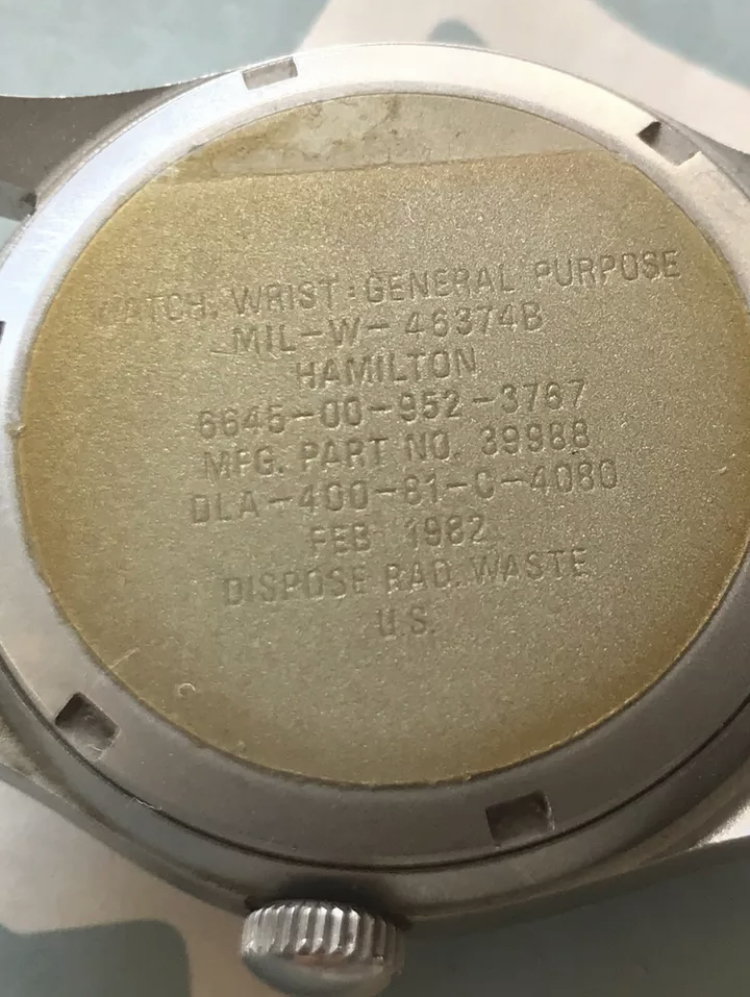 WATCH, WRIST: GENERAL PURPOSE
MIL-W-46374B
HAMILTON
6645-00-952-3767
MFG. PART NO. 39988
DLA-400-81-C-4080
FEB 1982
DISPOSE RAD. WASTE
U.S.